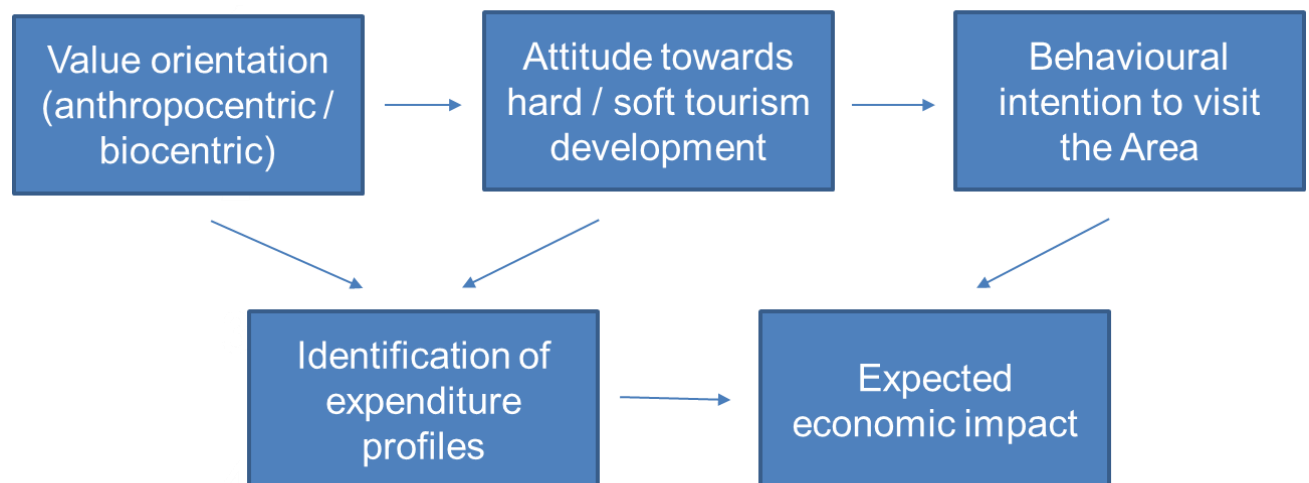 Value orientation
(anthropocentric /
biocentric)
Attitude towards
hard / soft tourism
development
Behavioural
intention to visit
the Area
Identification of
expenditure
profiles
Expected
economic impact